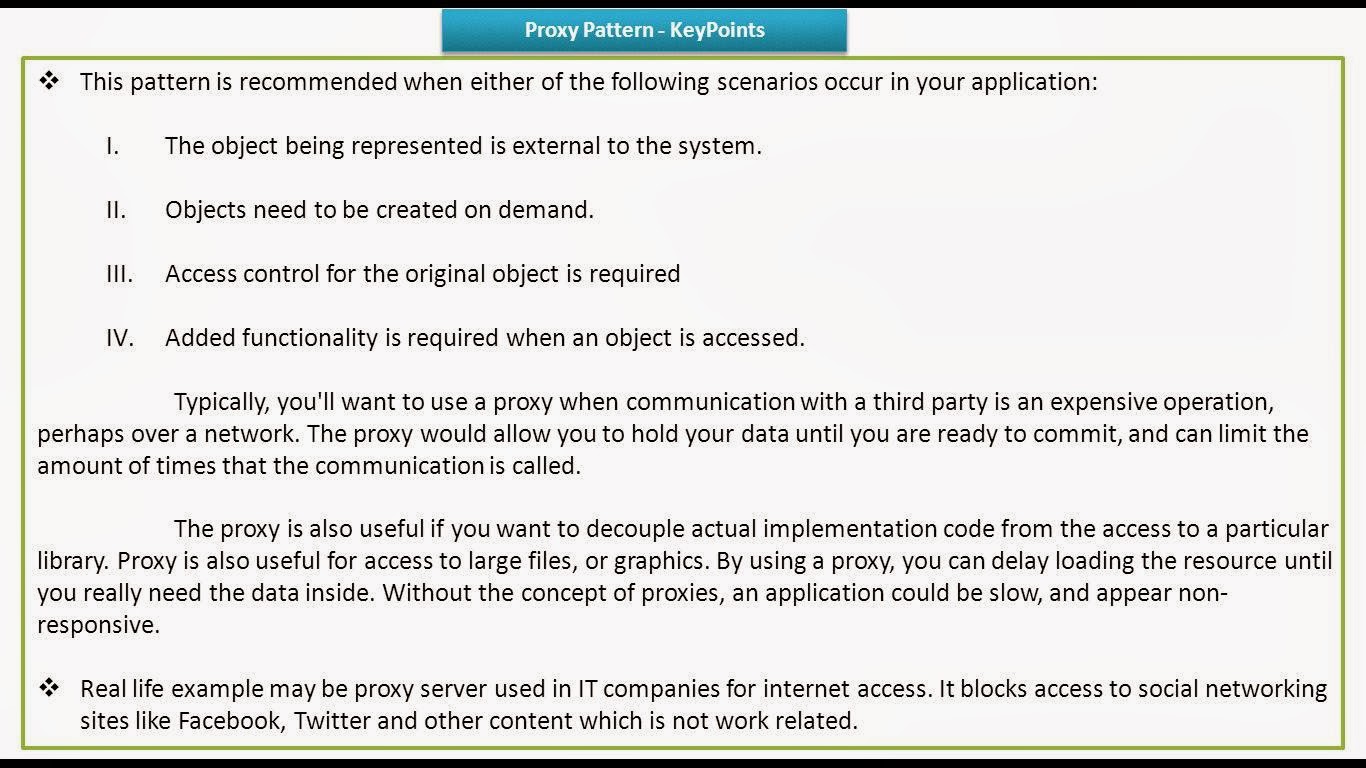 Proxy Pattern - KeyPoints
❖ This pattern is recommended when either of the following scenarios occur in your application:
I. The object being represented is external to the system.
II. Objects need to be created on demand.
III. Access control for the original object is required
IV. Added functionality is required when an object is accessed.
Typically, you'll want to use a proxy when communication with a third party is an expensive operation,
perhaps over a network. The proxy would allow you to hold your data until you are ready to commit, and can limit the
amount of times that the communication is called.
The proxy is also useful if you want to decouple actual implementation code from the access to a particular
library. Proxy is also useful for access to large files, or graphics. By using a proxy, you can delay loading the resource until
you really need the data inside. Without the concept of proxies, an application could be slow, and appear non-
responsive.
❖ Real life example may be proxy server used in IT companies for internet access. It blocks access to social networking
sites like Facebook, Twitter and other content which is not work related.